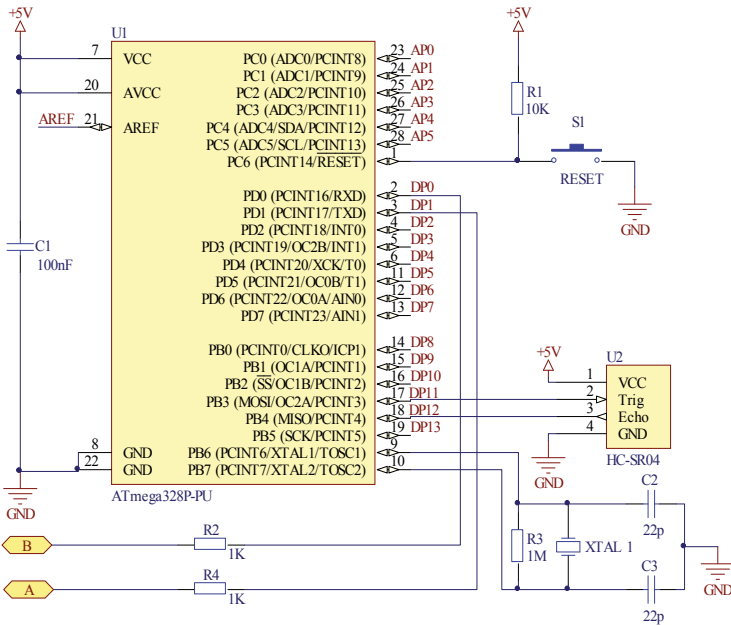 +5V
U1
+5V
7 VCC
20 AVCC
AREF 21 AREF
PC0 (ADC0/PCINT8) 23 AP0
PC1 (ADC1/PCINT9) 24 AP1
PC2 (ADC2/PCINT10) 25 AP2
PC3 (ADC3/PCINT11) 26 AP3
PC4 (ADC4/SDA/PCINT12) 27 AP4
PC5 (ADC5/SCL/PCINT13) 28 AP5
PC6 (PCINT14/RESET) 1
R1
10K
S1
RESET
GND
PD0 (PCINT16/RXD) 2 DP0
PD1 (PCINT17/TXD) 3 DP1
PD2 (PCINT18/INT0) 4 DP2
PD3 (PCINT19/OC2B/INT1) 5 DP3
PD4 (PCINT20/XCK/T0) 6 DP4
PD5 (PCINT21/OC0B/T1) 11 DP5
PD6 (PCINT22/OC0A/AIN0) 12 DP6
PD7 (PCINT23/AIN1) 13 DP7
C1
100nF
PB0 (PCINT0/CLKO/ICP1) 14 DP8
PB1 (OC1A/PCINT1) 15 DP9
PB2 (SS/OC1B/PCINT2) 16 DP10
PB3 (MOSI/OC2A/PCINT3) 17 DP11
PB4 (MISO/PCINT4) 18 DP12
PB5 (SCK/PCINT5) 19 DP13
8 GND PB6 (PCINT6/XTAL1/TOSC1) 9
22 GND PB7 (PCINT7/XTAL2/TOSC2) 10
GND
ATmega328P-PU
+5V
U2
1 VCC
2 Trig
3 Echo
4 GND
HC-SR04
GND
B
R2
1K
A
R4
1K
R3
1M
XTAL 1
C2
22p
C3
22p
GND